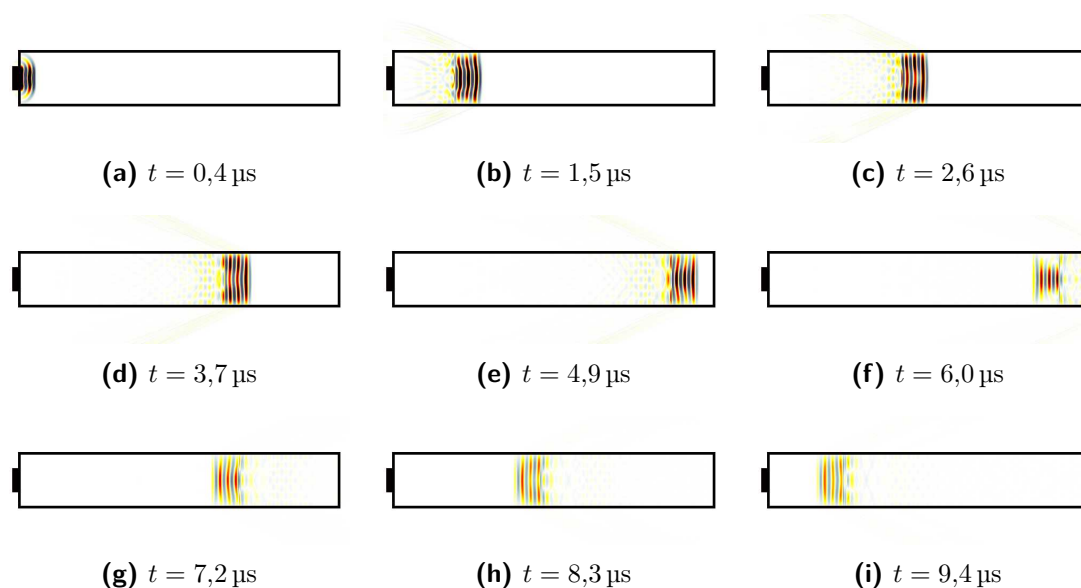 (a) t = 0,4 µs
(b) t = 1,5 µs
(c) t = 2,6 µs
(d) t = 3,7 µs
(e) t = 4,9 µs
(f) t = 6,0 µs
(g) t = 7,2 µs
(h) t = 8,3 µs
(i) t = 9,4 µs